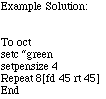 Example Solution:
To oct
setc “green
setpensize 4
Repeat 8[fd 45 rt 45]
End